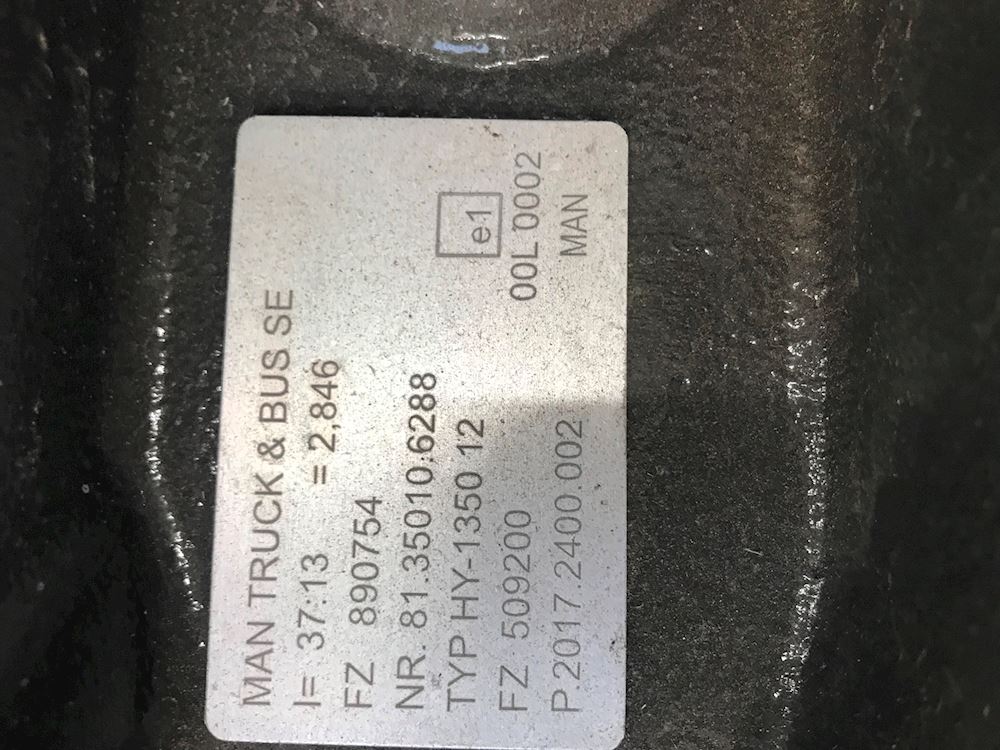 MAN TRUCK & BUS SE
I= 37:13 = 2,846
FZ 890754
NR. 81.35010.6288
TYP HY-1350 12
e1
FZ 509200
00L 0002
P.2017.2400.002
MAN